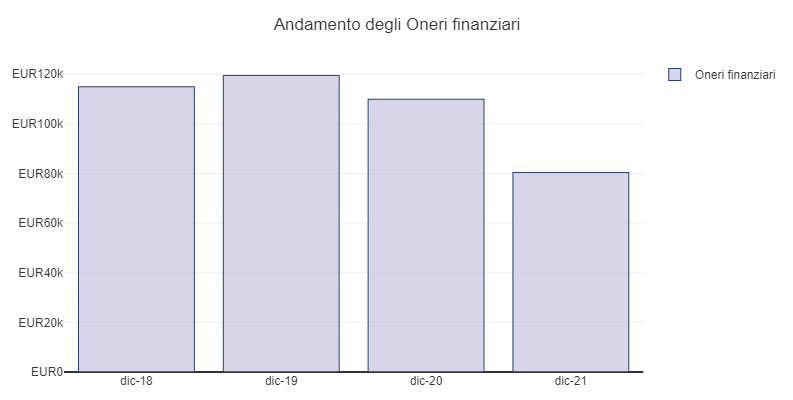 Andamento degli Oneri finanziari
Oneri finanziari
EUR120k
EUR100k
EUR80k
EUR60k
EUR40k
EUR20k
EUR0
dic-18 dic-19 dic-20 dic-21